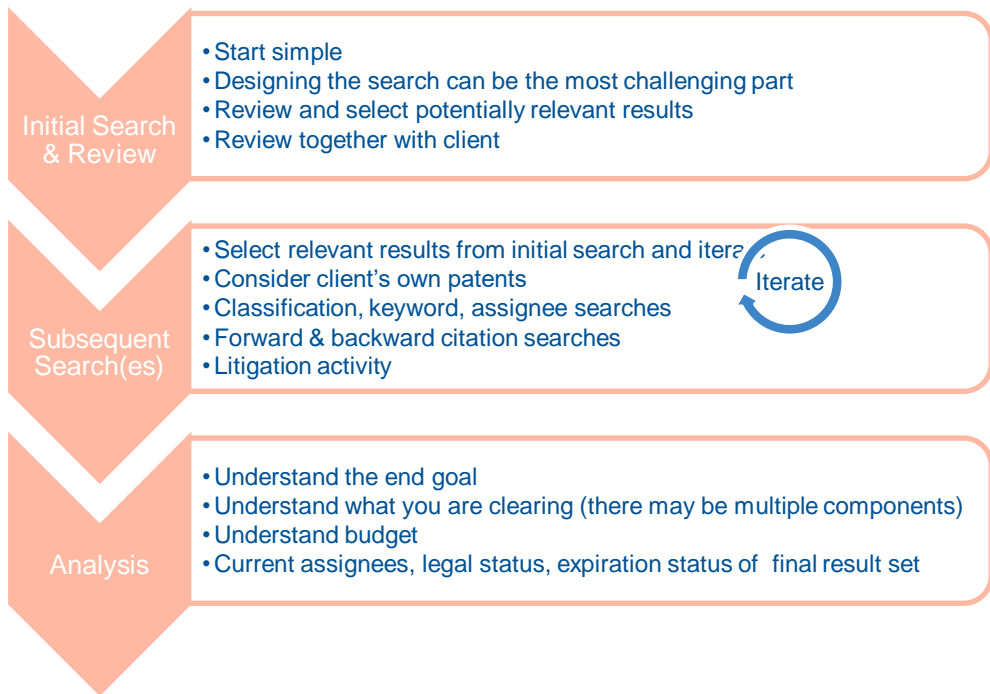 Initial Search
& Review
• Start simple
• Designing the search can be the most challenging part
• Review and select potentially relevant results
• Review together with client
Subsequent
Search(es)
• Select relevant results from initial search and itera
• Consider client's own patents
• Classification, keyword, assignee searches
• Forward & backward citation searches
• Litigation activity
Iterate
Analysis
• Understand the end goal
• Understand what you are clearing (there may be multiple components)
• Understand budget
• Current assignees, legal status, expiration status of final result set